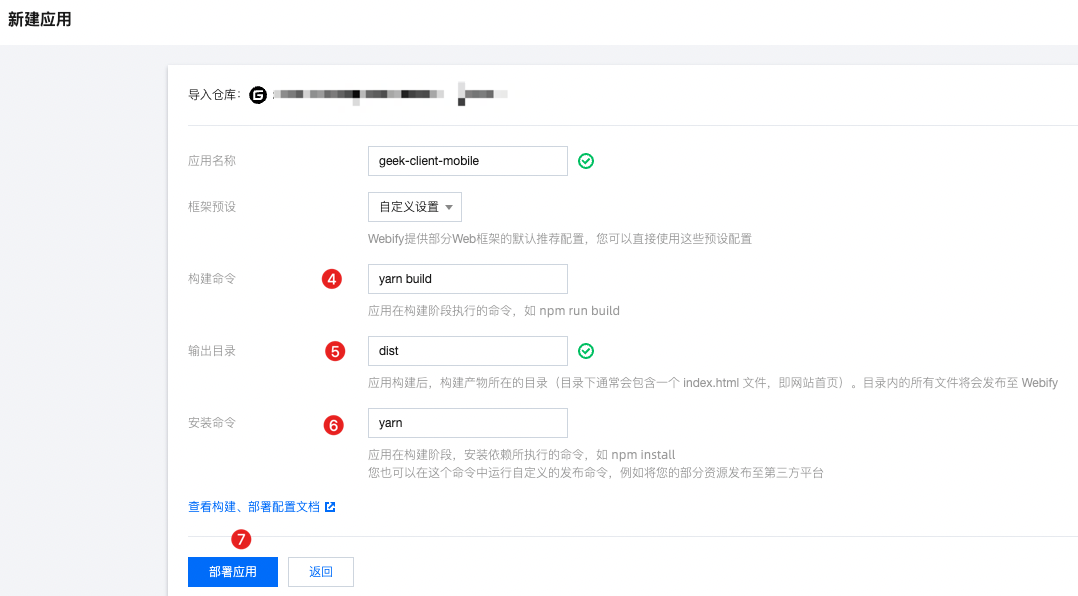 新建应用
导入仓库：
应用名称
geek-client-mobile
框架预设
自定义设置
Webify提供部分Web框架的默认推荐配置，您可以直接使用这些预设配置
构建命令
4
yarn build
应用在构建阶段执行的命令，如 npm run build
输出目录
5
dist
应用构建后，构建产物所在的目录（目录下通常会包含一个 index.html 文件，即网站首页）。目录内的所有文件将会发布至 Webify
安装命令
6
yarn
应用在构建阶段，安装依赖所执行的命令，如 npm install
您也可以在这个命令中运行自定义的发布命令，例如将您的部分资源发布至第三方平台
查看构建、部署配置文档
7
部署应用
返回